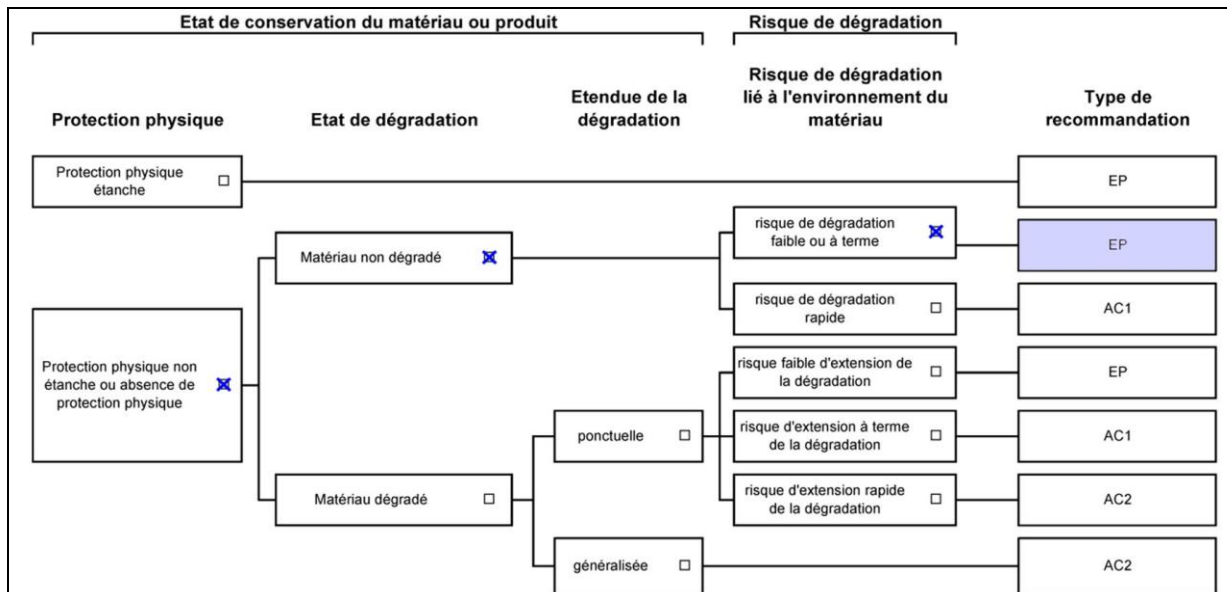 Etat de conservation du matériau ou produit
Risque de dégradation
Protection physique
Etat de dégradation
Etendue de la
dégradation
Risque de dégradation
lié à l'environnement du
matériau
Type de
recommandation
Protection physique
étanche
EP
risque de dégradation
faible ou à terme
EP
Matériau non dégradé
risque de dégradation
rapide
AC1
Protection physique non
étanche ou absence de
protection physique
risque faible d'extension de
la dégradation
EP
ponctuelle
risque d'extension à terme
de la dégradation
AC1
Matériau dégradé
risque d'extension rapide
de la dégradation
AC2
généralisée
AC2